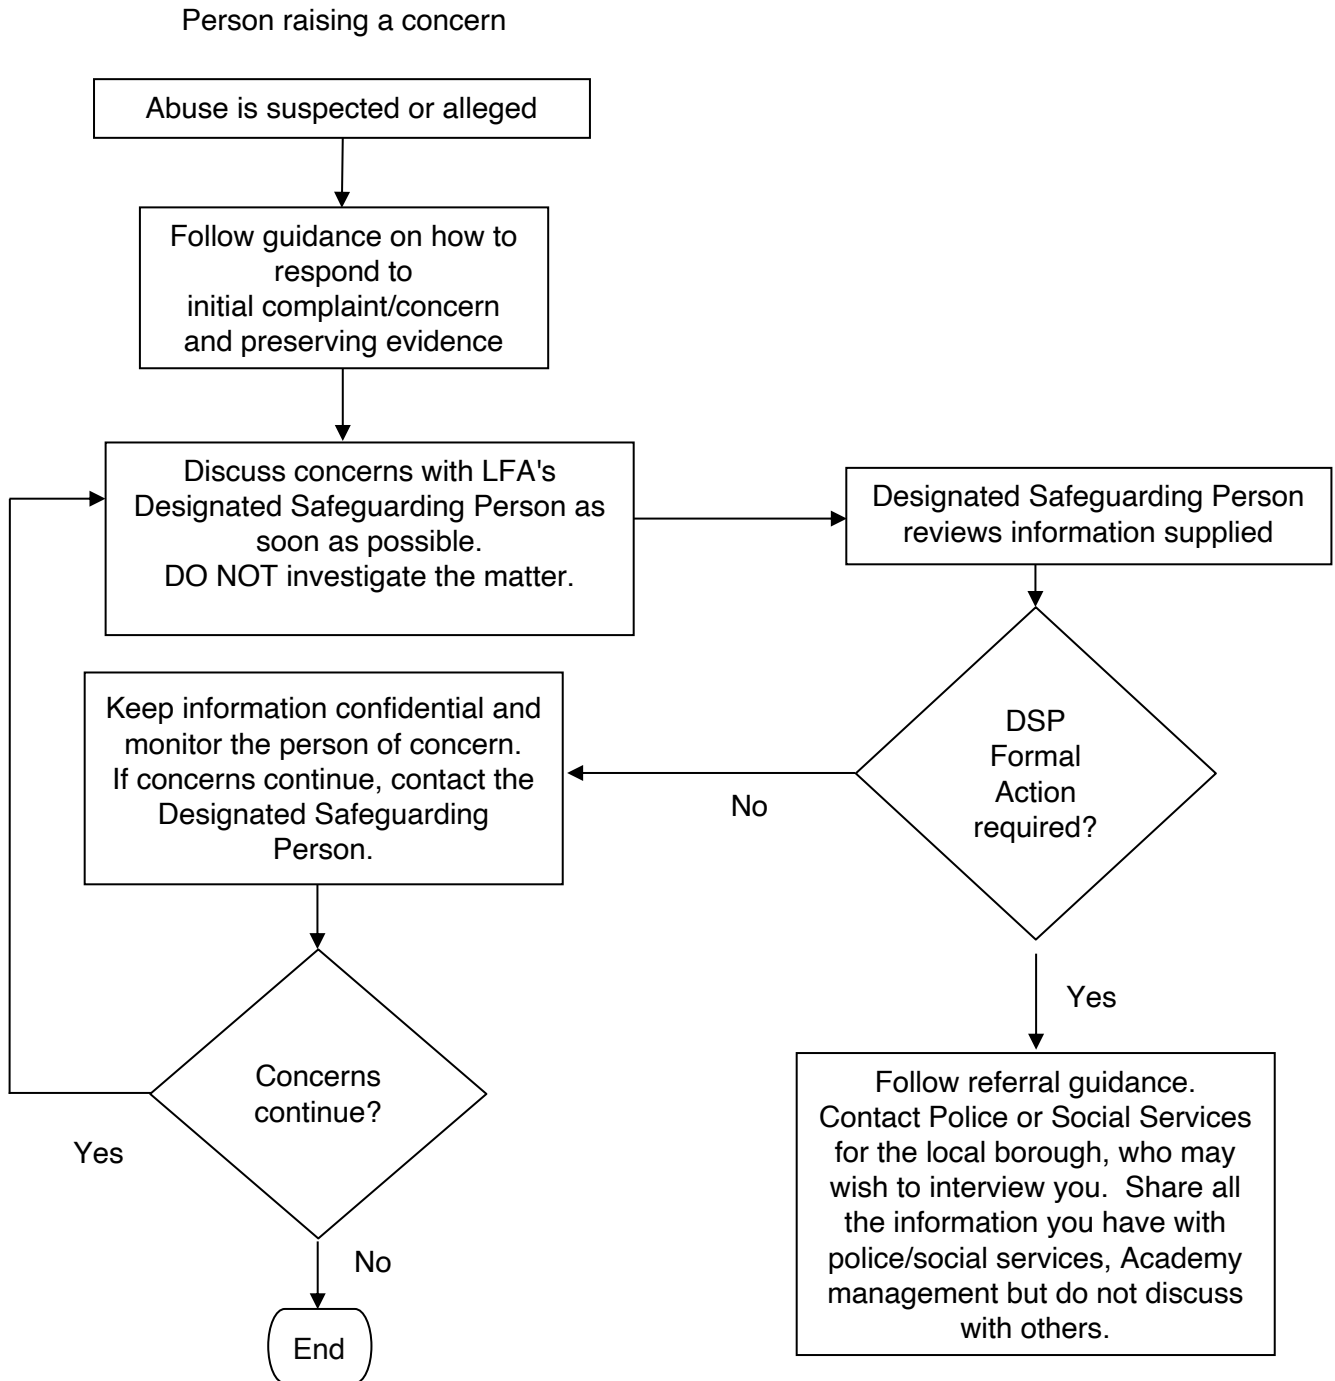 Person raising a concern
Abuse is suspected or alleged
Follow guidance on how to
respond to
initial complaint/concern
and preserving evidence
Discuss concerns with LFA's
Designated Safeguarding Person as
soon as possible.
DO NOT investigate the matter.
Designated Safeguarding Person
reviews information supplied
DSP
Formal
Action
required?
No
Keep information confidential and
monitor the person of concern.
If concerns continue, contact the
Designated Safeguarding
Person.
Yes
Follow referral guidance.
Contact Police or Social Services
for the local borough, who may
wish to interview you.  Share all
the information you have with
police/social services, Academy
management but do not discuss
with others.
Concerns
continue?
Yes
No
End